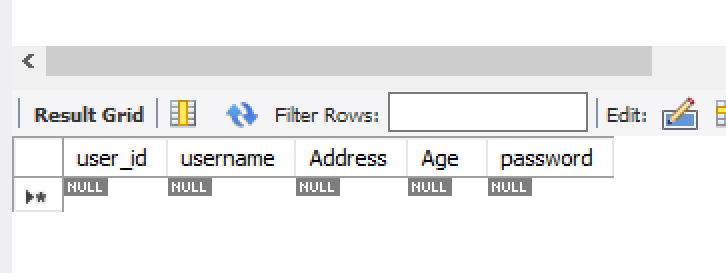 Result Grid Filter Rows: Edit:
user_id username Address Age password
NULL NULL NULL NULL NULL